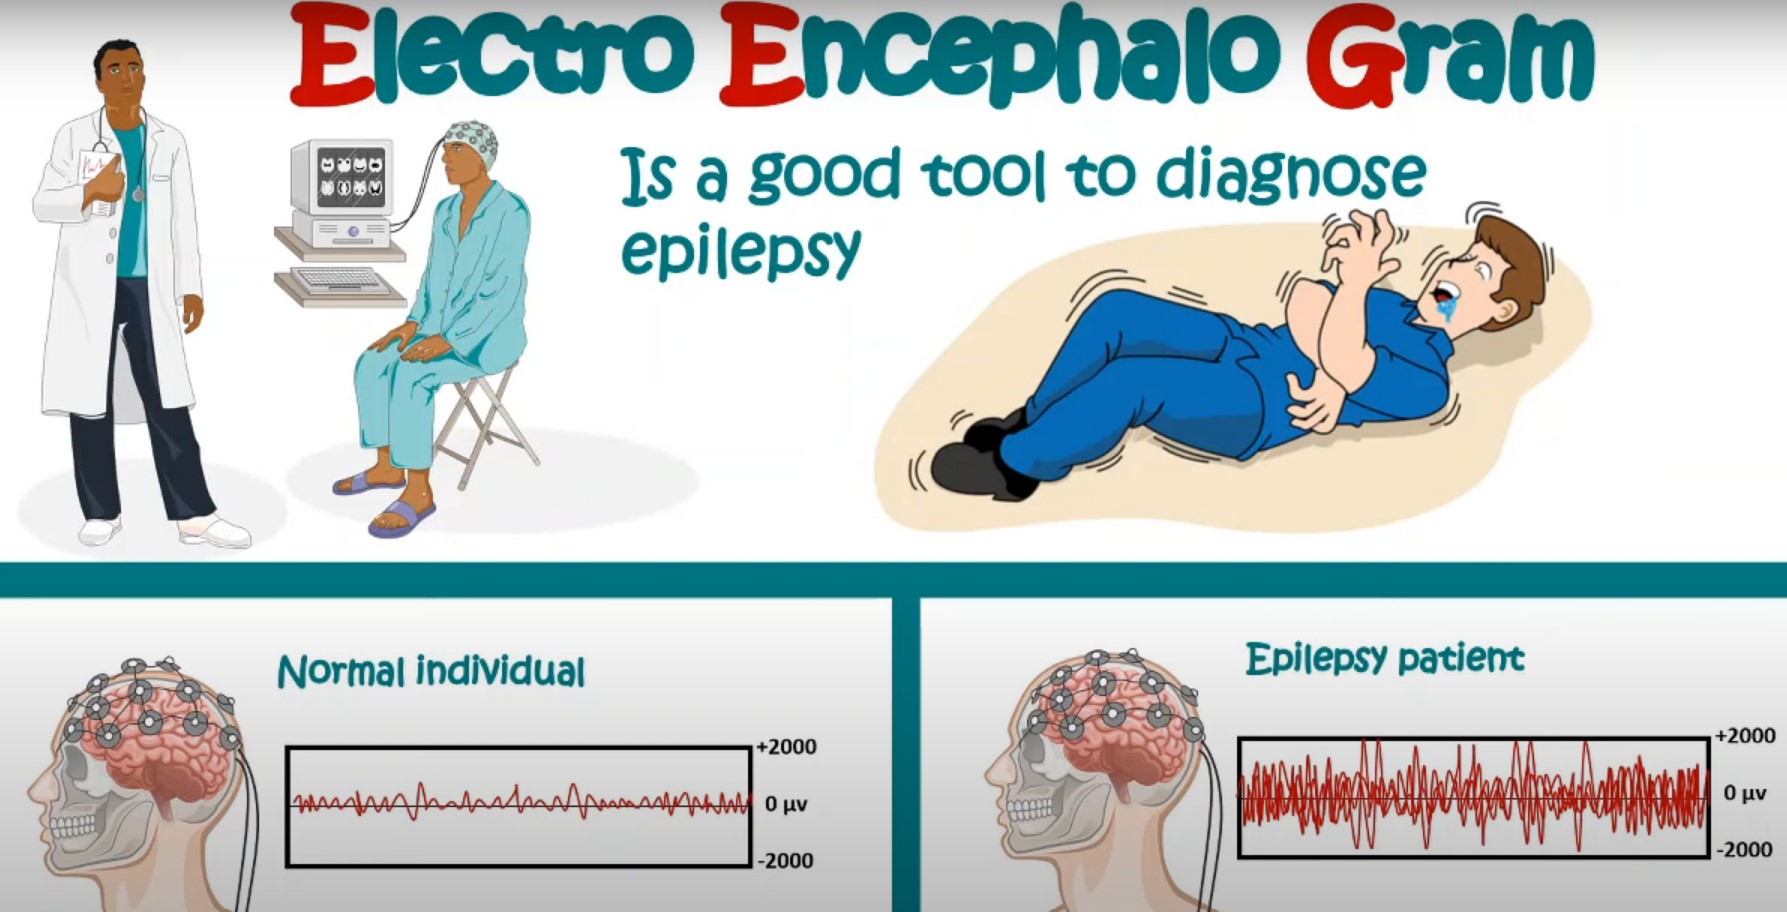 Electro Encephalo Gram
Is a good tool to diagnose
epilepsy
Normal individual
+2000
0 μv
-2000
Epilepsy patient
+2000
0 μv
-2000